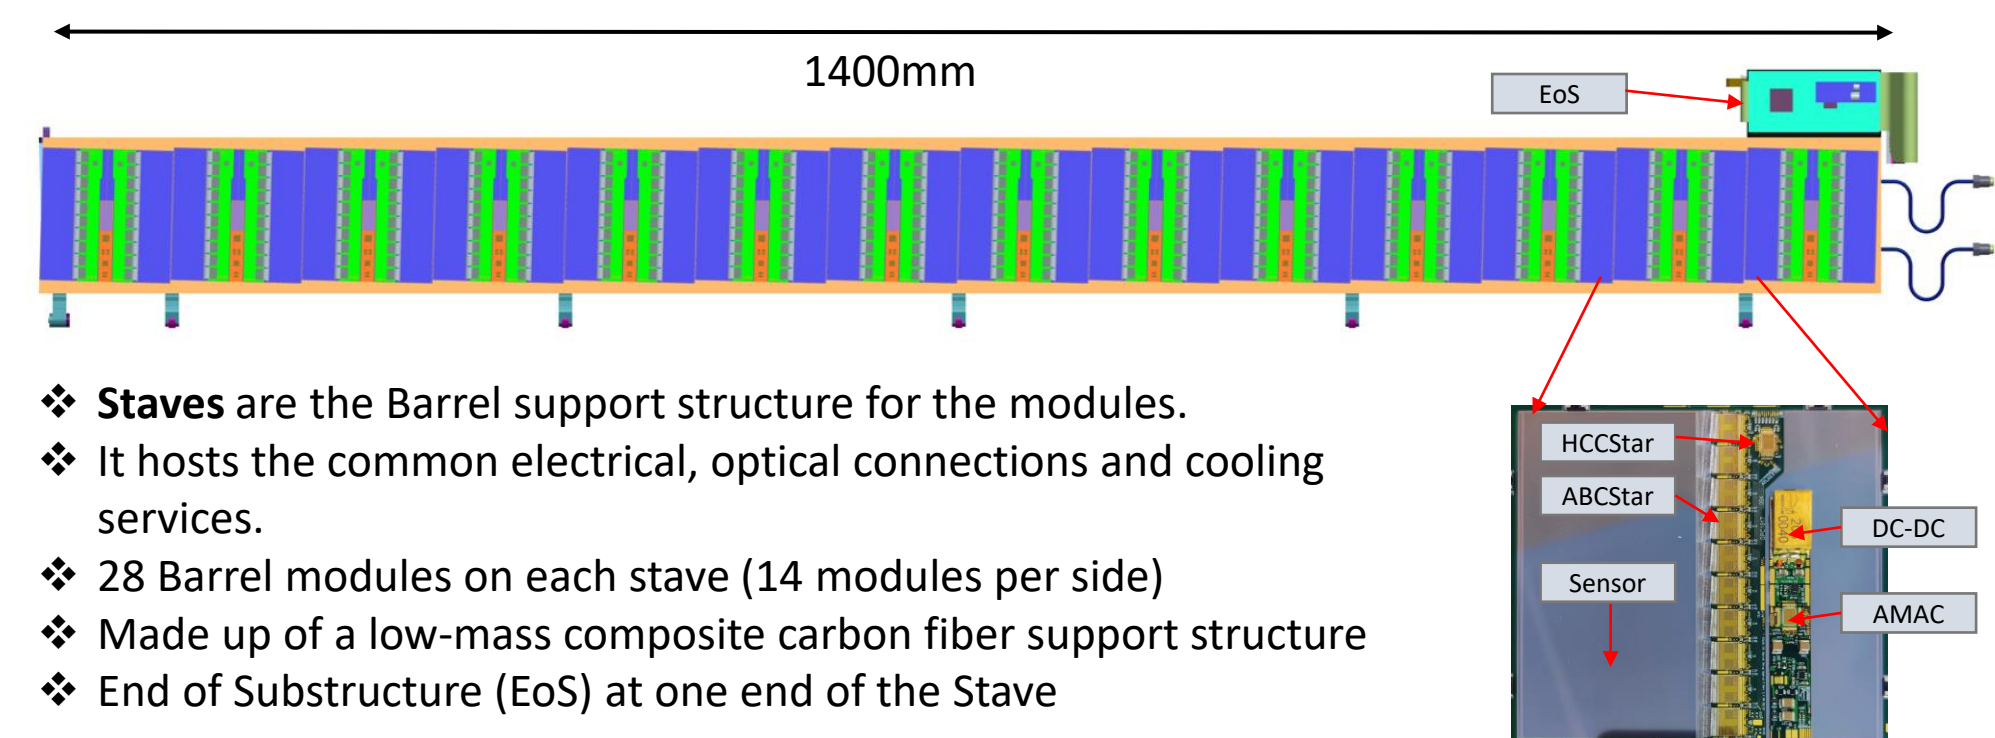 1400mm
EoS
❖ Staves are the Barrel support structure for the modules.
❖ It hosts the common electrical, optical connections and cooling
services.
❖ 28 Barrel modules on each stave (14 modules per side)
❖ Made up of a low-mass composite carbon fiber support structure
❖ End of Substructure (EoS) at one end of the Stave
HCCStar
ABCStar
DC-DC
Sensor
AMAC